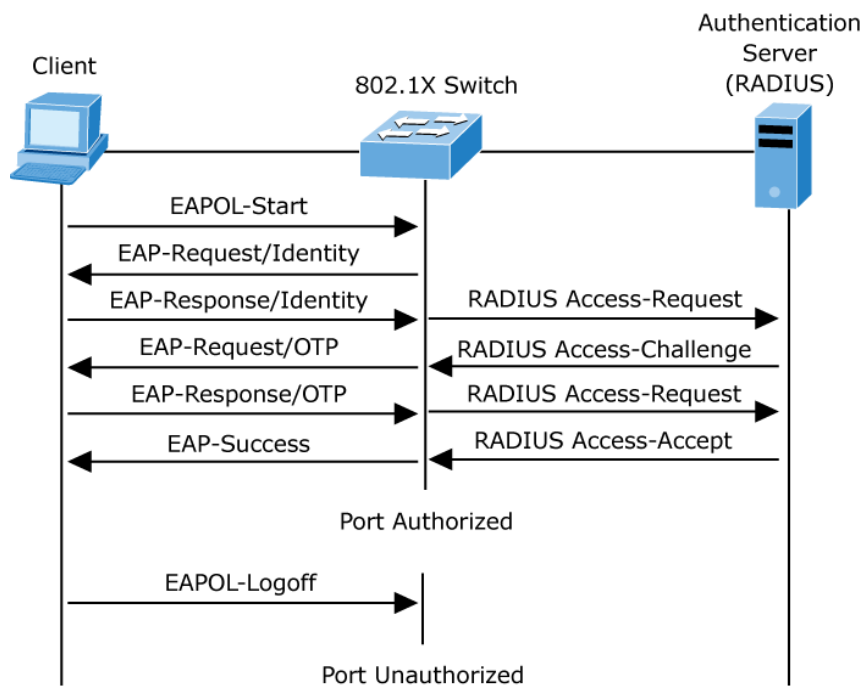 Authentication
Server
(RADIUS)
Client
802.1X Switch
EAPOL-Start
EAP-Request/Identity
EAP-Response/Identity
RADIUS Access-Request
EAP-Request/OTP
RADIUS Access-Challenge
EAP-Response/OTP
RADIUS Access-Request
EAP-Success
RADIUS Access-Accept
Port Authorized
EAPOL-Logoff
Port Unauthorized